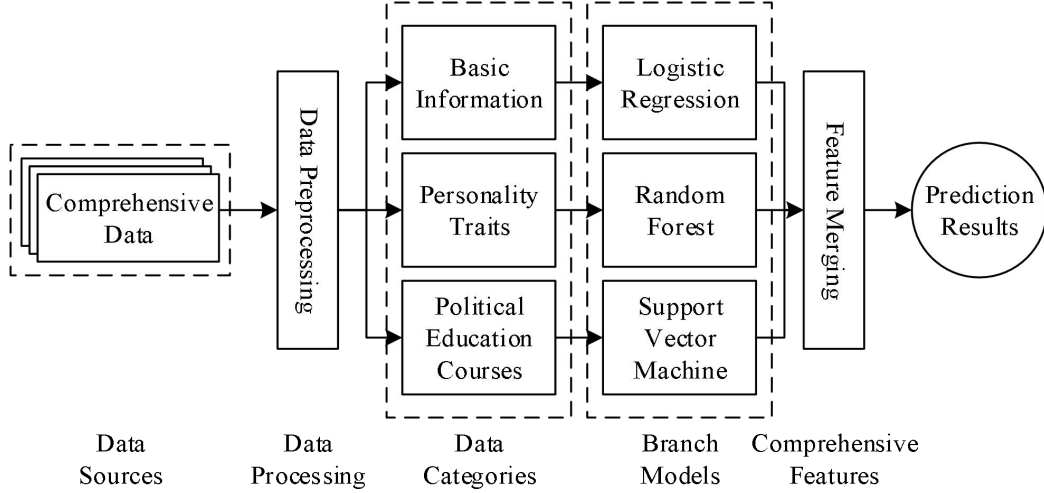 Comprehensive
Data
Data Preprocessing
Basic
Information
Personality
Traits
Political
Education
Courses
Logistic
Regression
Random
Forest
Support
Vector
Machine
Feature Merging
Prediction
Results
Data
Sources
Data
Processing
Data
Categories
Branch
Models
Comprehensive
Features